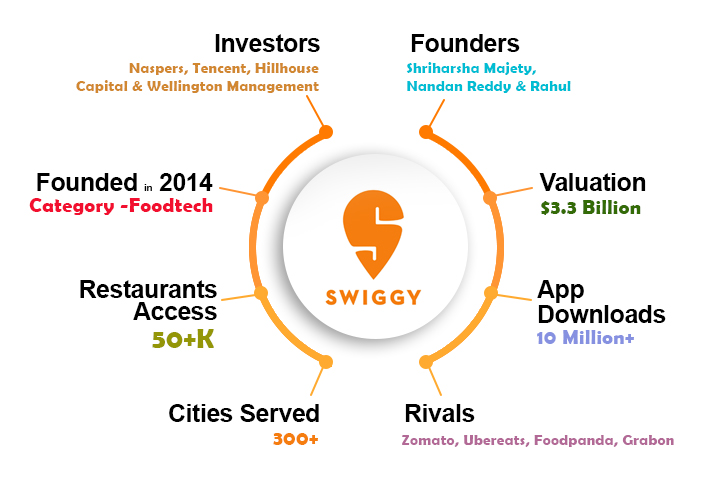 Investors
Naspers, Tencent, Hillhouse
Capital & Wellington Management
Founders
Shriharsha Majety,
Nandan Reddy & Rahul
Founded in 2014
Category -Foodtech
Valuation
$3.3 Billion
SWIGGY
Restaurants
Access
50+K
App
Downloads
10 Million+
Cities Served
300+
Rivals
Zomato, Ubereats, Foodpanda, Grabon